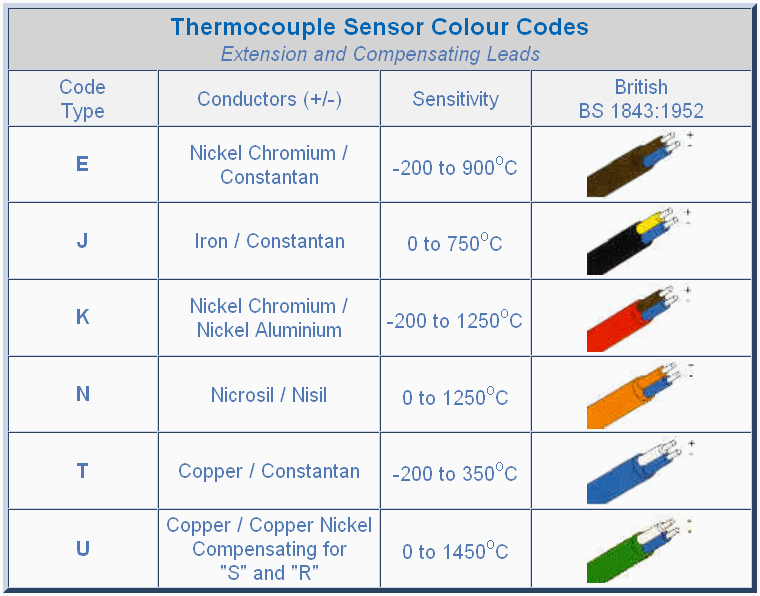 Thermocouple Sensor Colour Codes
Extension and Compensating Leads
Code
Type
Conductors (+/-)
Sensitivity
British
BS 1843:1952
E
Nickel Chromium /
Constantan
-200 to 900°C
+
-
J
Iron / Constantan
0 to 750°C
+
-
K
Nickel Chromium /
Nickel Aluminium
-200 to 1250°C
+
-
N
Nicrosil / Nisil
0 to 1250°C
T
Copper / Constantan
-200 to 350°C
+
-
U
Copper / Copper Nickel
Compensating for
"S" and "R"
0 to 1450°C